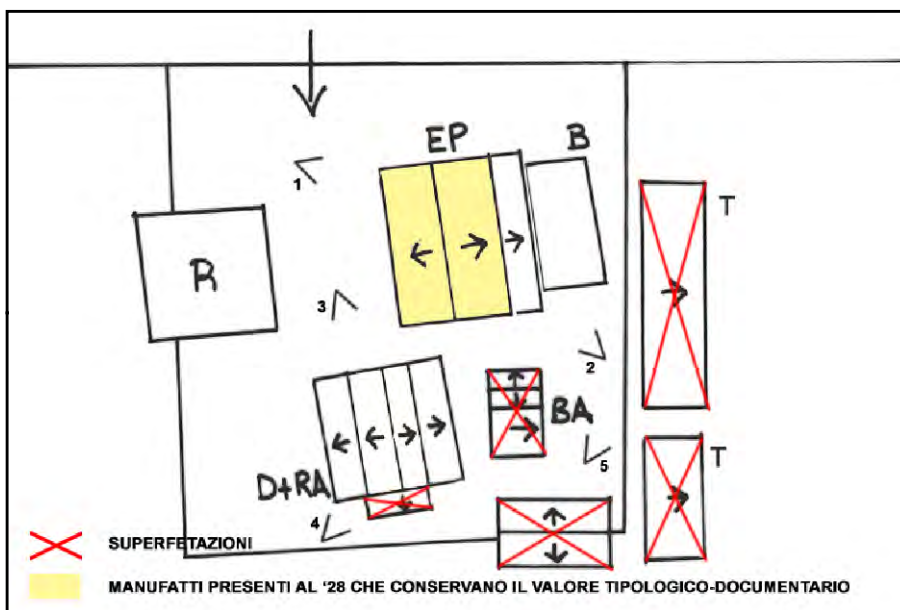 EP
B
1
T
R
3
2
BA
5
T
D+RA
4
SUPERFETAZIONI
MANUFATTI PRESENTI AL '28 CHE CONSERVANO IL VALORE TIPOLOGICO-DOCUMENTARIO